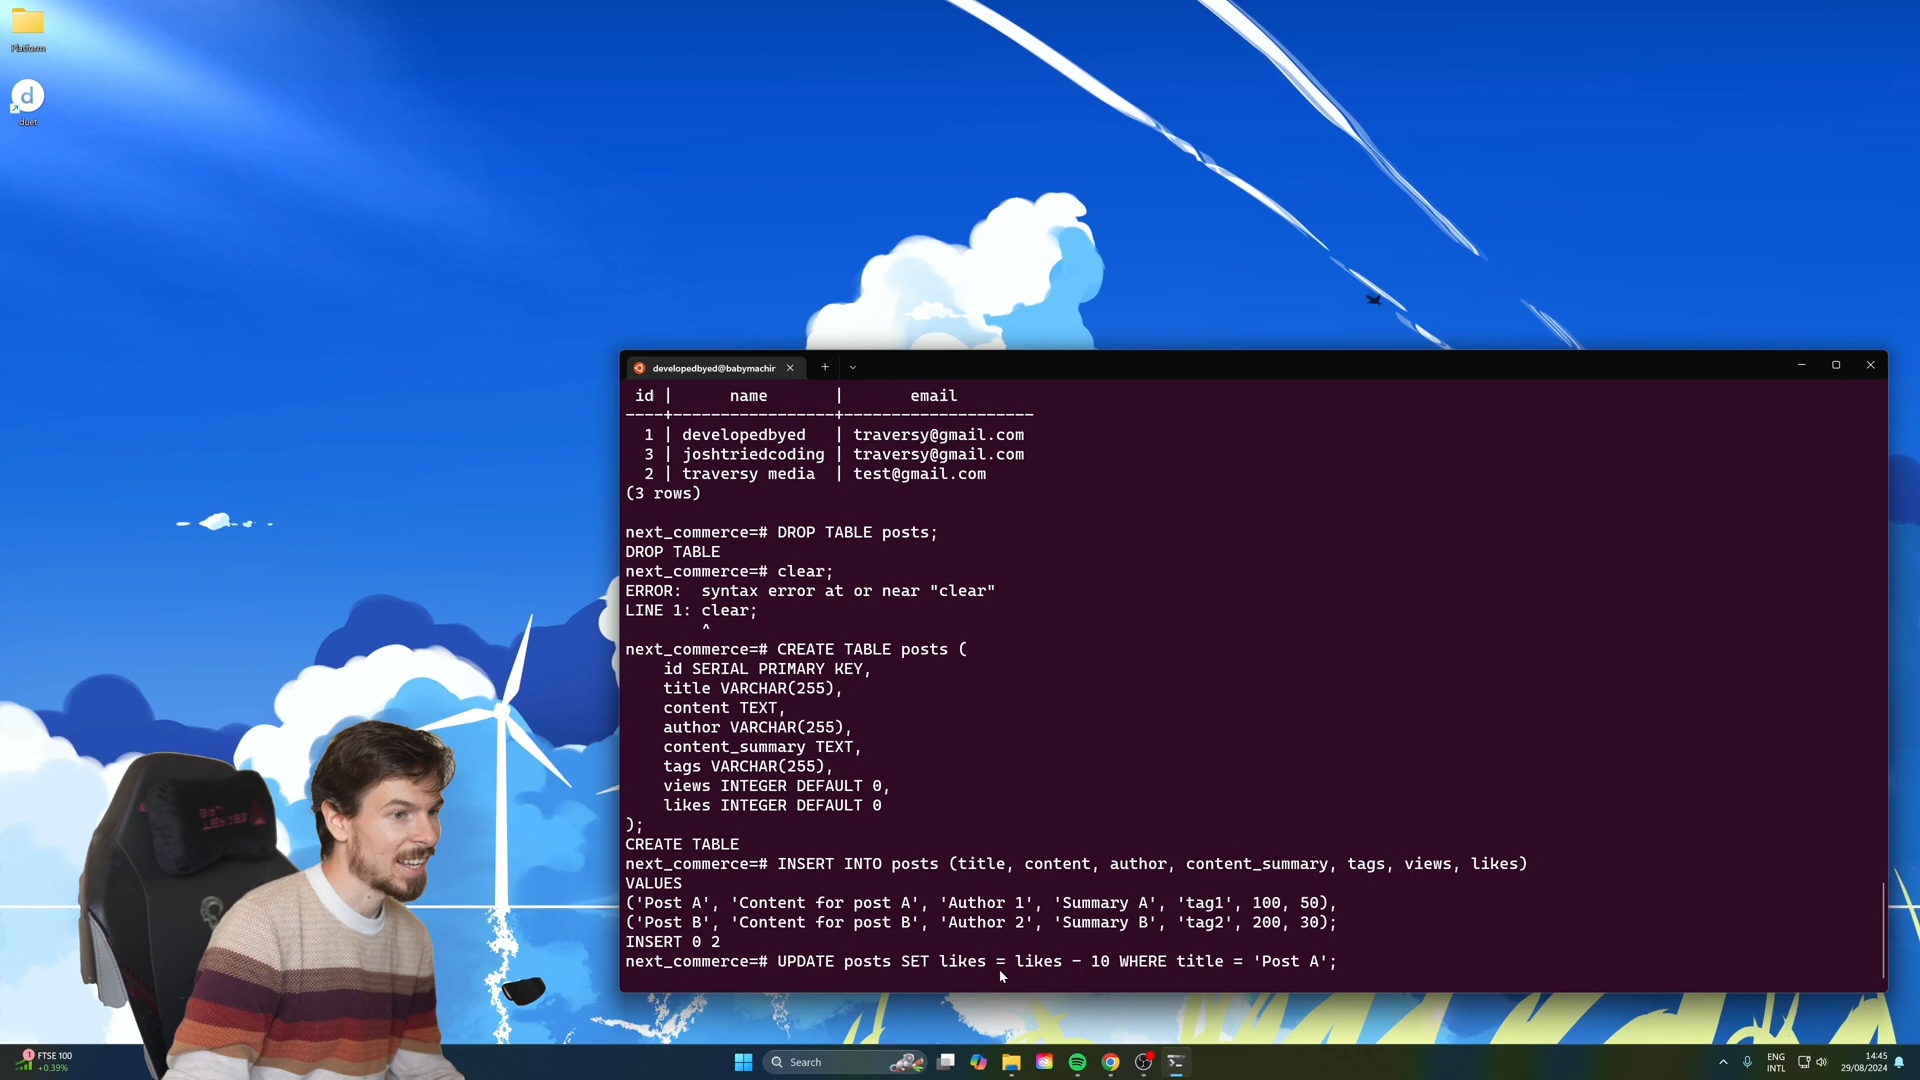 Platform
duet
developedbyed@babymachir
id | name | email
----+-----------------+--------------------
1 | developedbyed | traversy@gmail.com
3 | joshtriedcoding | traversy@gmail.com
2 | traversy media | test@gmail.com
(3 rows)
next_commerce=# DROP TABLE posts;
DROP TABLE
next_commerce=# clear;
ERROR:  syntax error at or near "clear"
LINE 1: clear;
^
next_commerce=# CREATE TABLE posts (
id SERIAL PRIMARY KEY,
title VARCHAR(255),
content TEXT,
author VARCHAR(255),
content_summary TEXT,
tags VARCHAR(255),
views INTEGER DEFAULT 0,
likes INTEGER DEFAULT 0
);
CREATE TABLE
next_commerce=# INSERT INTO posts (title, content, author, content_summary, tags, views, likes)
VALUES
('Post A', 'Content for post A', 'Author 1', 'Summary A', 'tag1', 100, 50),
('Post B', 'Content for post B', 'Author 2', 'Summary B', 'tag2', 200, 30);
INSERT 0 2
next_commerce=# UPDATE posts SET likes = likes - 10 WHERE title = 'Post A';
1
FTSE 100
+0.39%
Search
ENG
INTL
14:45
29/08/2024